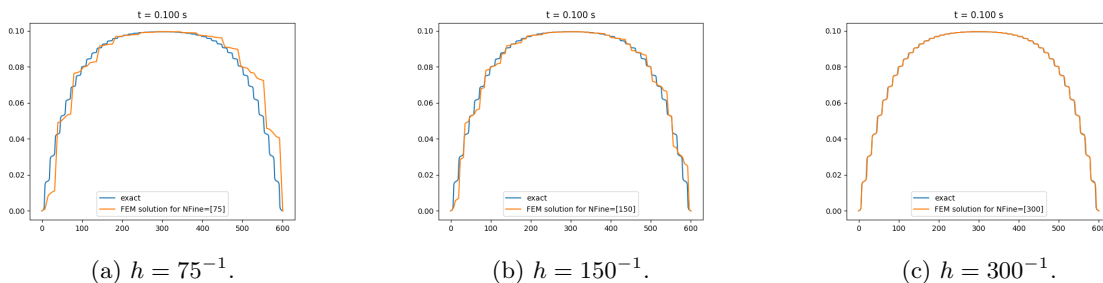 t = 0.100 s
0.10
0.08
0.06
0.04
0.02
0.00
exact
FEM solution for NFine=[75]
0 100 200 300 400 500 600
(a) h = 75⁻¹.
t = 0.100 s
0.10
0.08
0.06
0.04
0.02
0.00
exact
FEM solution for NFine=[150]
0 100 200 300 400 500 600
(b) h = 150⁻¹.
t = 0.100 s
0.10
0.08
0.06
0.04
0.02
0.00
exact
FEM solution for NFine=[300]
0 100 200 300 400 500 600
(c) h = 300⁻¹.